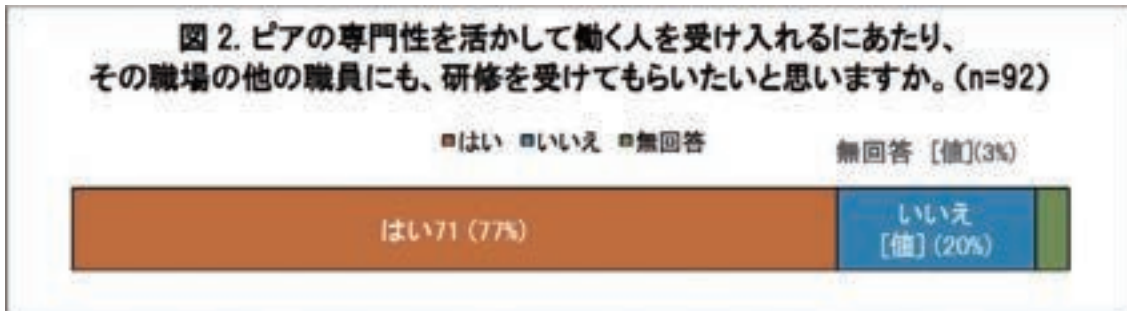 図 2. ピアの専門性を活かして働く人を受け入れるにあたり、
その職場の他の職員にも、研修を受けてもらいたいと思いますか。(n=92)
■はい ■いいえ ■無回答
無回答 [値](3%)
はい71 (77%)
いいえ
[値] (20%)